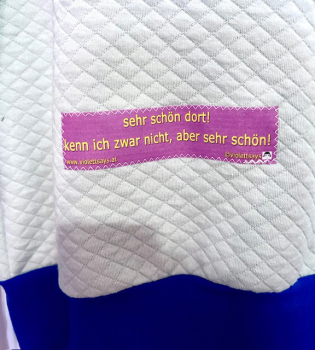 sehr schön dort!
kenn ich zwar nicht, aber sehr schön!
www.violettsays.at
©violettsays